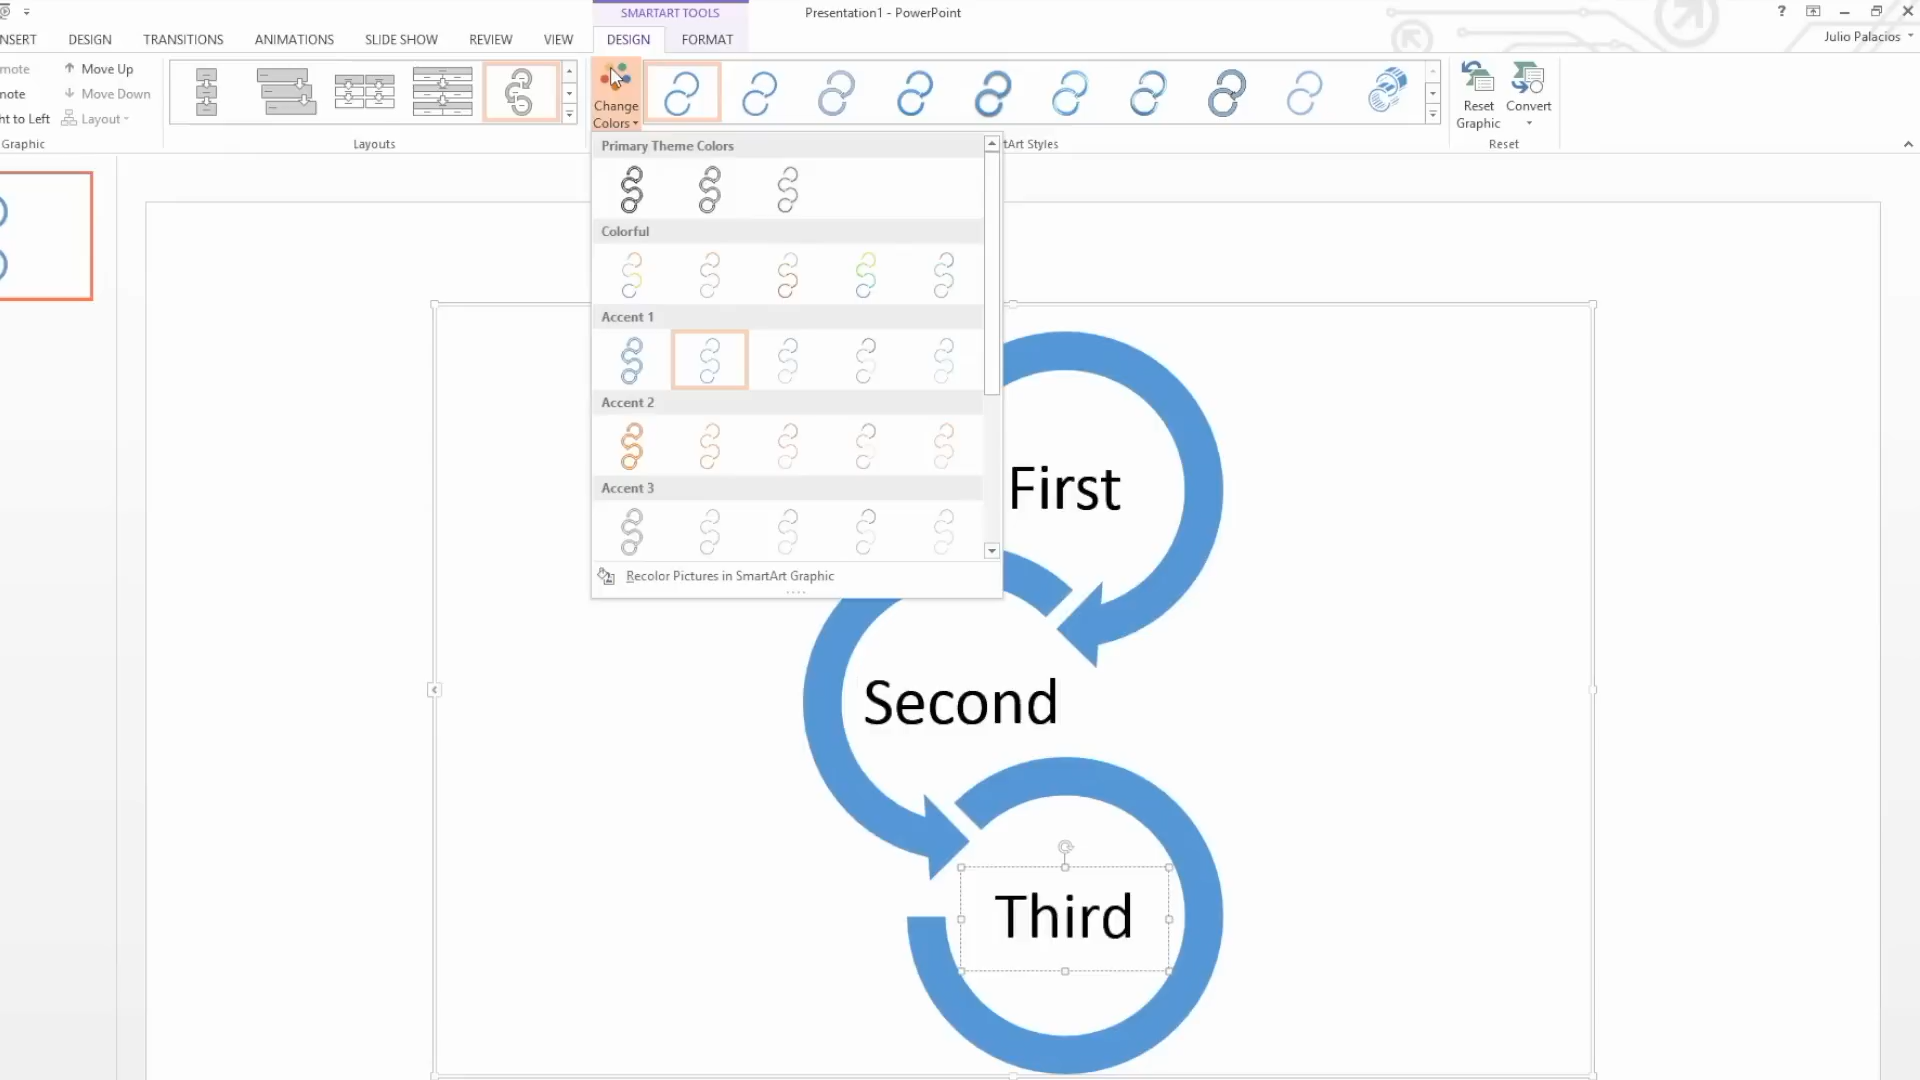 SMARTART TOOLS
Presentation1 - PowerPoint
?
NSERT DESIGN TRANSITIONS ANIMATIONS SLIDE SHOW REVIEW VIEW DESIGN FORMAT
Julio Palacios
mote Move Up
note Move Down
ht to Left Layout
Graphic
Layouts
Change
Colors
tArt Styles
Reset
Graphic
Convert
Reset
Primary Theme Colors
Colorful
Accent 1
Accent 2
Accent 3
Recolor Pictures in SmartArt Graphic
First
Second
Third